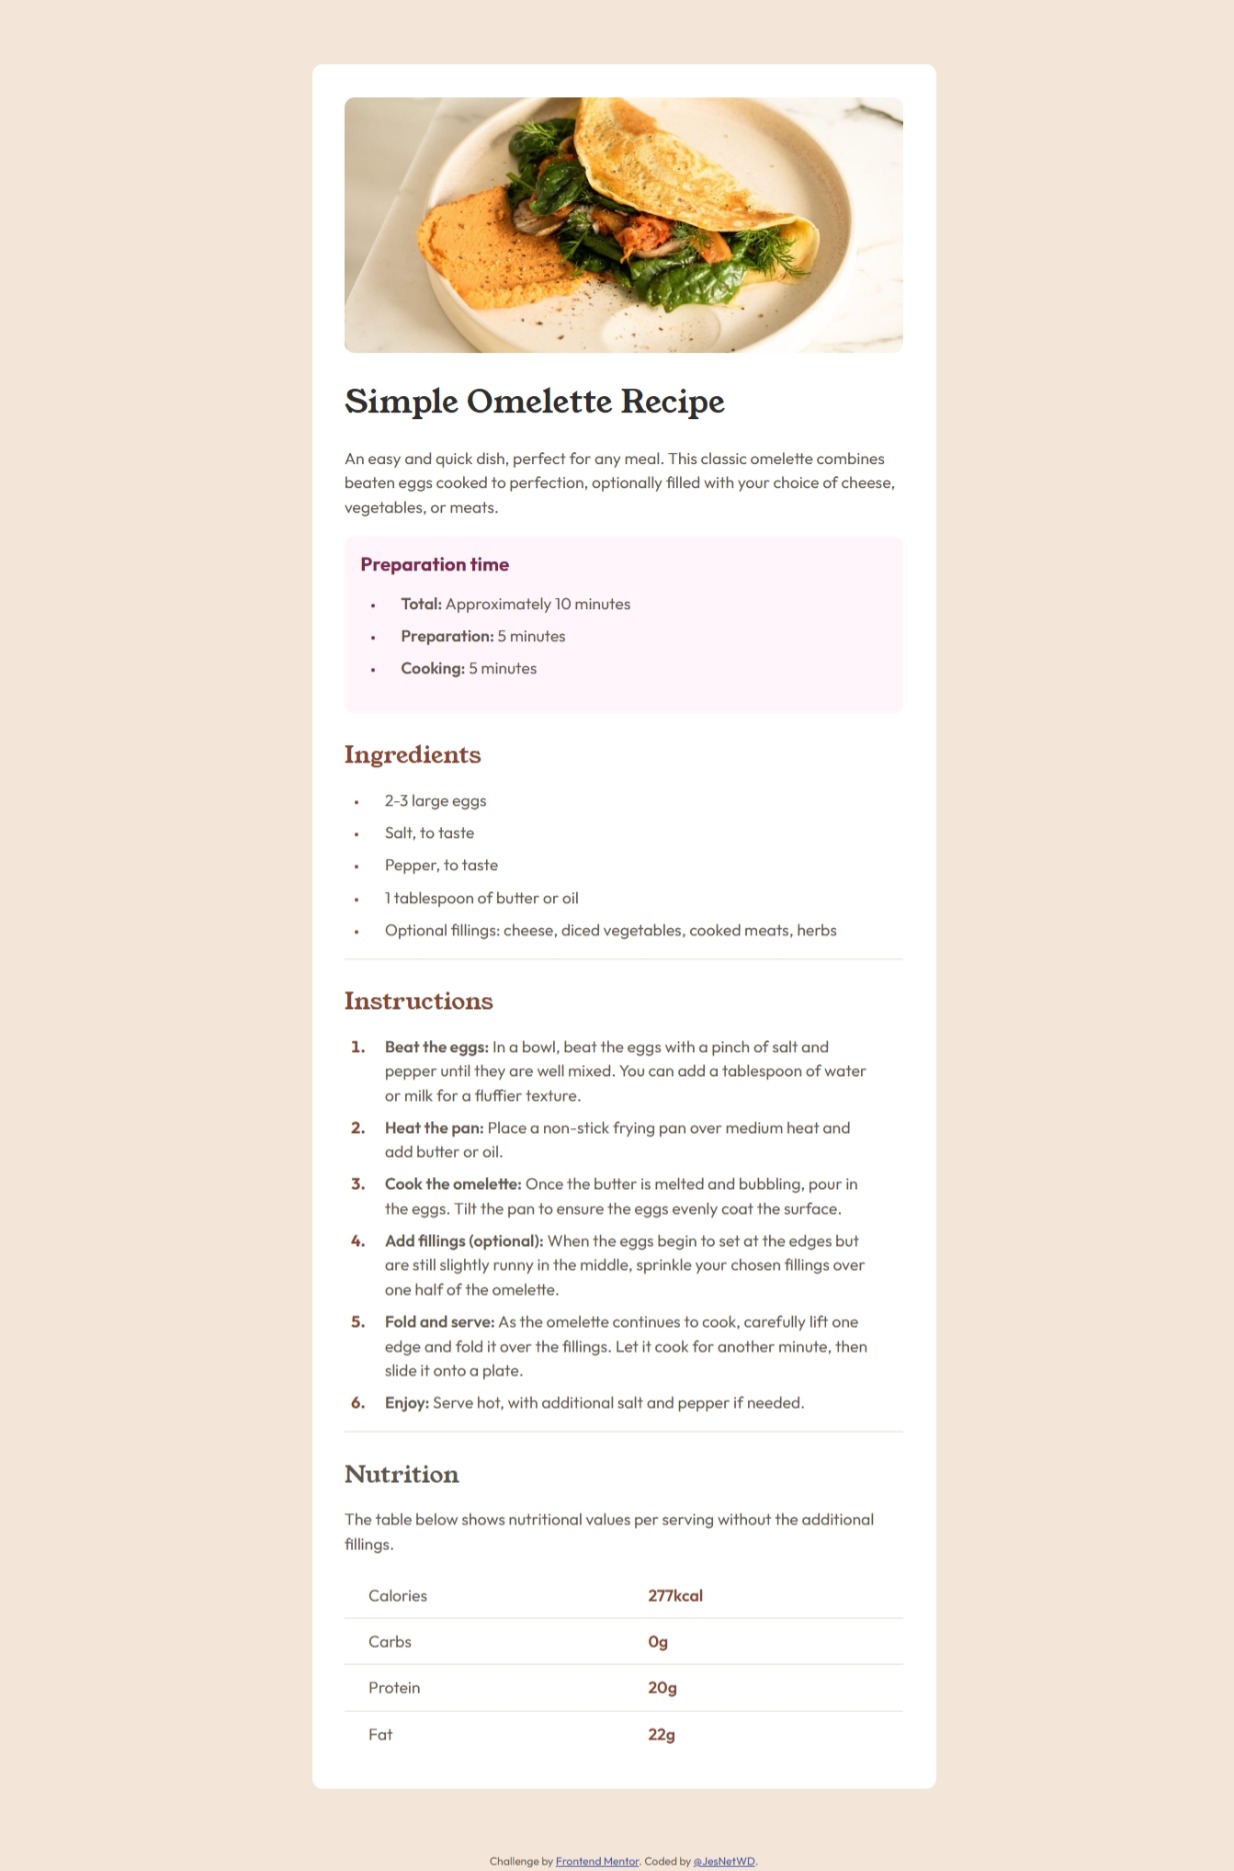 Simple Omelette Recipe
An easy and quick dish, perfect for any meal. This classic omelette combines
beaten eggs cooked to perfection, optionally filled with your choice of cheese,
vegetables, or meats.
Preparation time
• Total: Approximately 10 minutes
• Preparation: 5 minutes
• Cooking: 5 minutes
Ingredients
• 2-3 large eggs
• Salt, to taste
• Pepper, to taste
• 1 tablespoon of butter or oil
• Optional fillings: cheese, diced vegetables, cooked meats, herbs
Instructions
1. Beat the eggs: In a bowl, beat the eggs with a pinch of salt and
pepper until they are well mixed. You can add a tablespoon of water
or milk for a fluffier texture.
2. Heat the pan: Place a non-stick frying pan over medium heat and
add butter or oil.
3. Cook the omelette: Once the butter is melted and bubbling, pour in
the eggs. Tilt the pan to ensure the eggs evenly coat the surface.
4. Add fillings (optional): When the eggs begin to set at the edges but
are still slightly runny in the middle, sprinkle your chosen fillings over
one half of the omelette.
5. Fold and serve: As the omelette continues to cook, carefully lift one
edge and fold it over the fillings. Let it cook for another minute, then
slide it onto a plate.
6. Enjoy: Serve hot, with additional salt and pepper if needed.
Nutrition
The table below shows nutritional values per serving without the additional
fillings.
Calories 277kcal
Carbs 0g
Protein 20g
Fat 22g
Challenge by Frontend Mentor. Coded by @JesNetWD.